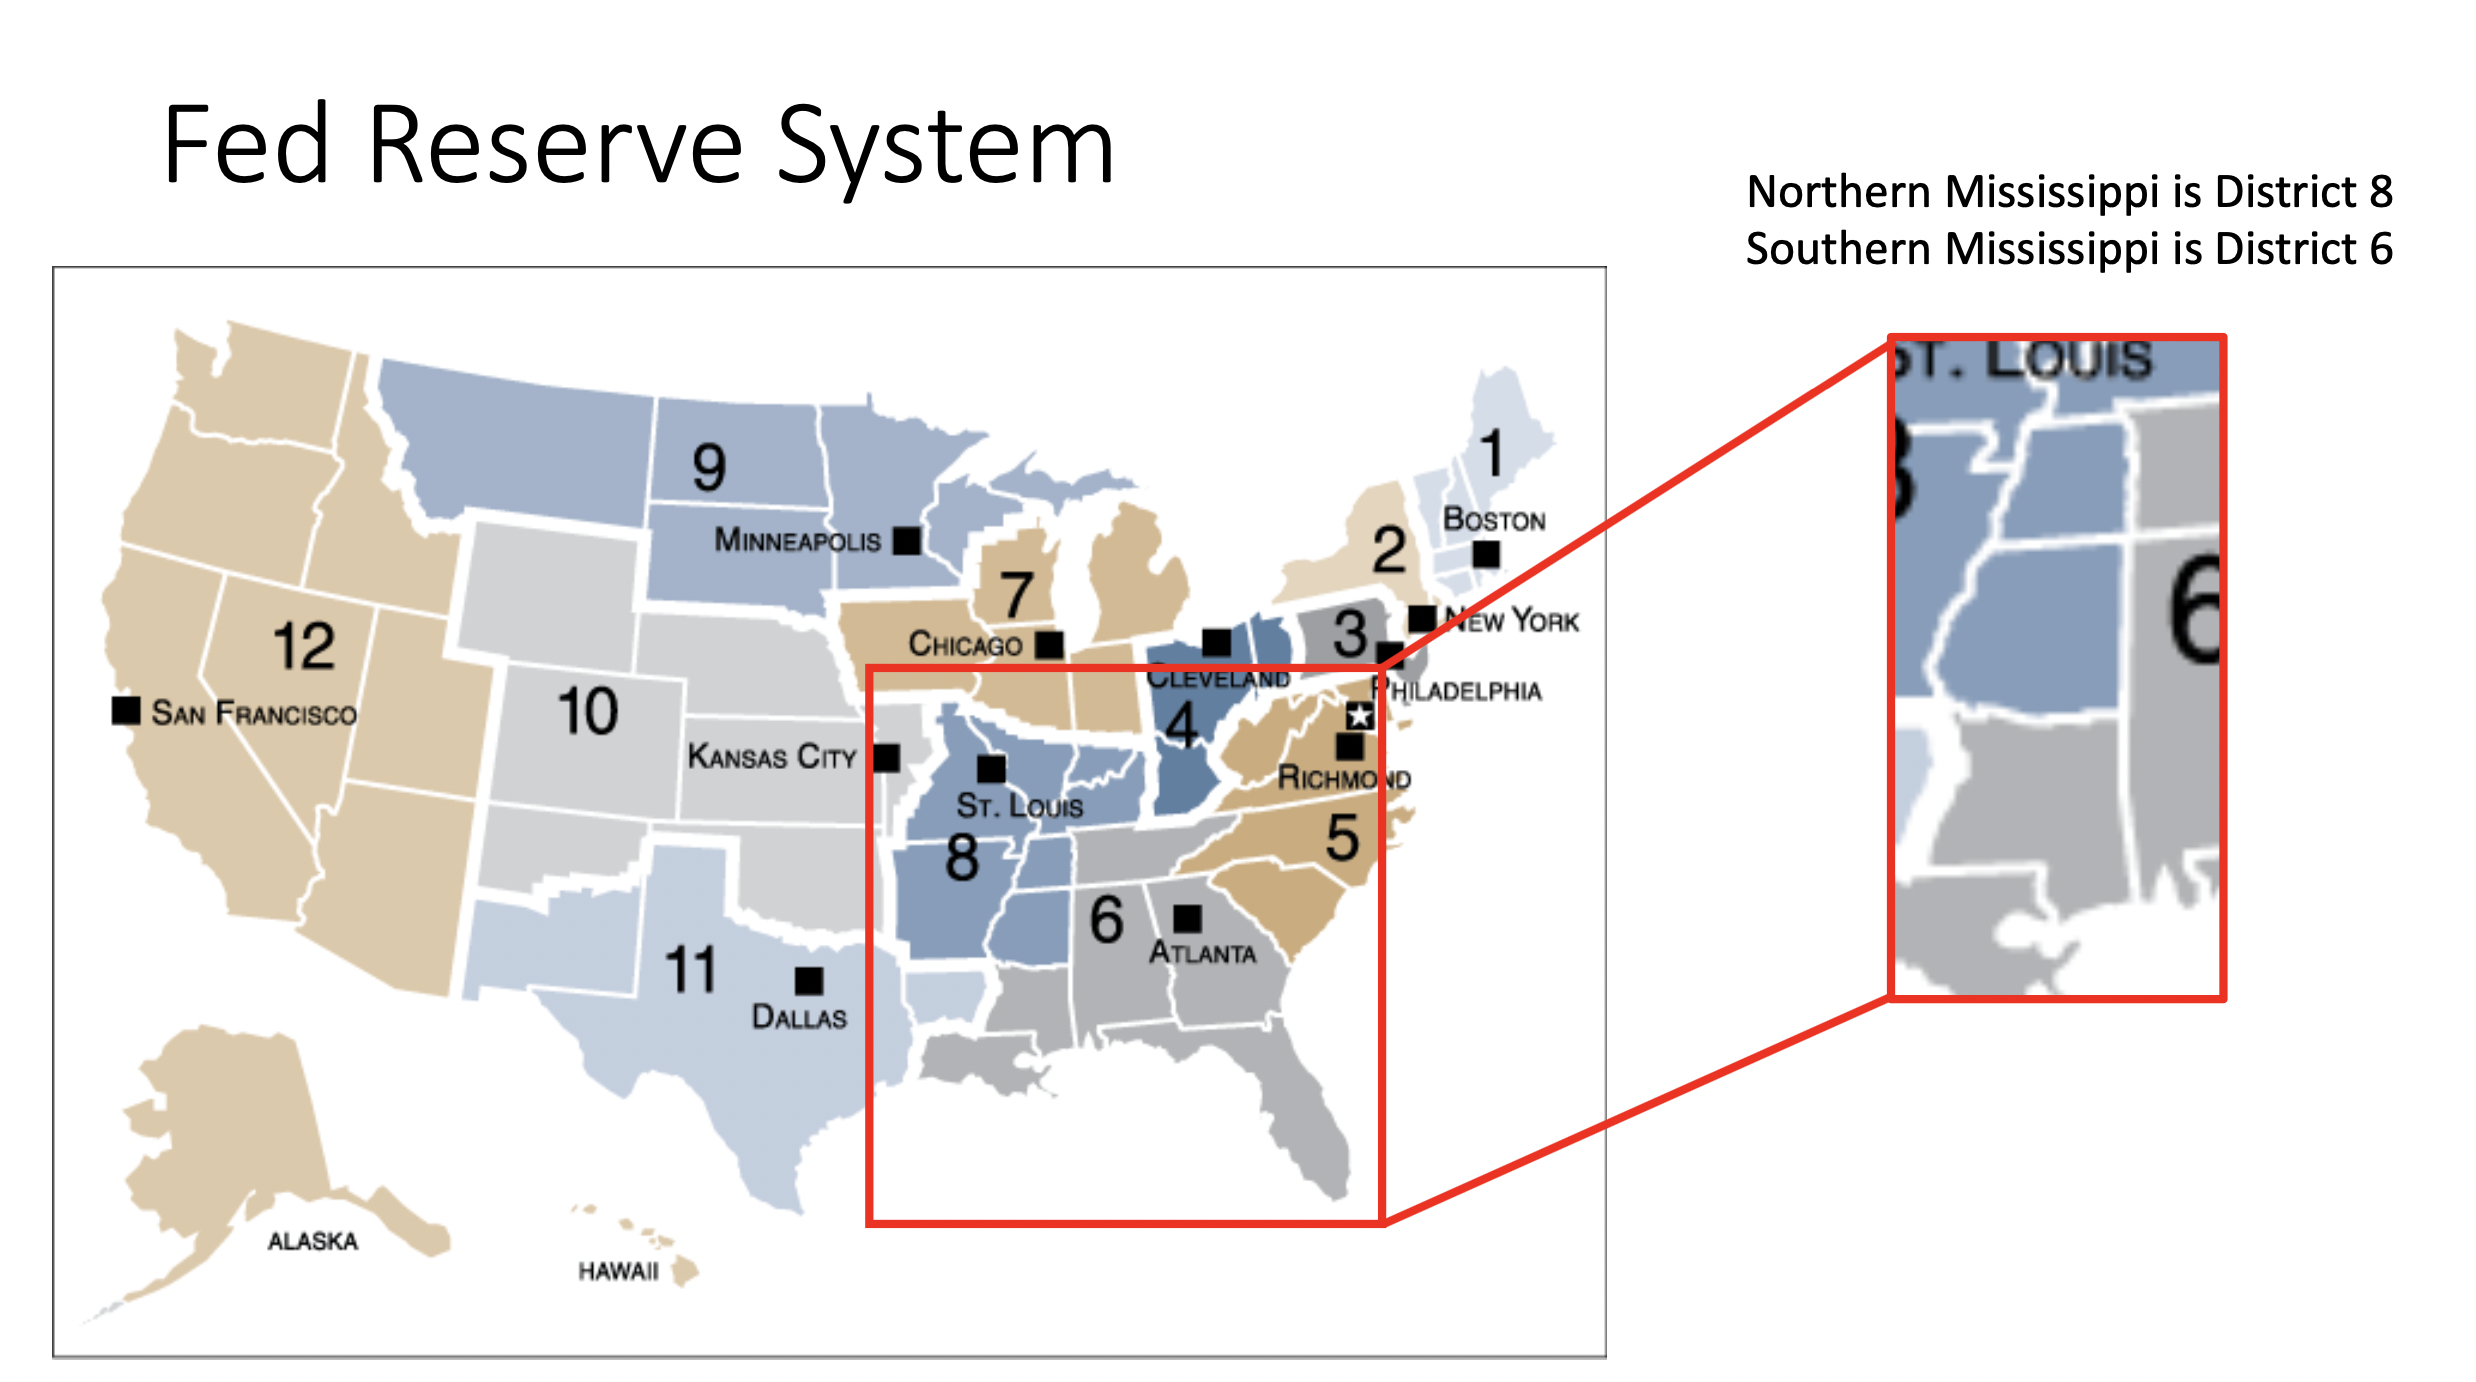 Fed Reserve System
Northern Mississippi is District 8
Southern Mississippi is District 6
1
BOSTON
9
MINNEAPOLIS
2
NEW YORK
7
CHICAGO
3
PHILADELPHIA
12
SAN FRANCISCO
10
CLEVELAND
4
KANSAS CITY
RICHMOND
ST. LOUIS
8
5
6
ATLANTA
11
DALLAS
ALASKA
HAWAII
ST. LOUIS
8
6